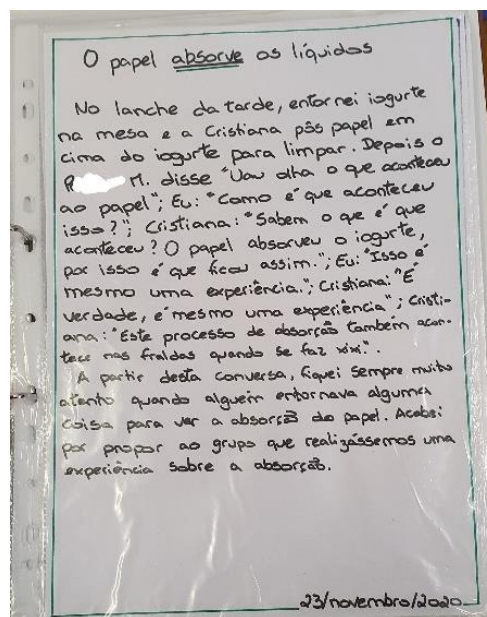 O papel absorve os líquidos
No lanche da tarde, entornei iogurte
na mesa e a Cristiana pôs papel em
cima do iogurte para limpar. Depois o
R M. disse "Uau olha o que aconteceu
ao papel"; Eu: "Como é que aconteceu
isso?"; Cristiana: "Sabem o que é que
aconteceu? O papel absorveu o iogurte,
por isso é que ficou assim."; Eu: "Isso é
mesmo uma experiência."; Cristiana: "É
verdade, é mesmo uma experiência"; Cristi-
ana: "Este processo de absorção também acon-
tece nas fraldas quando se faz xixi".
A partir desta conversa, fiquei sempre muito
atento quando alguém entornava alguma
coisa para ver a absorção do papel. Acabei
por propor ao grupo que realizássemos uma
experiência sobre a absorção.
23/novembro/2020